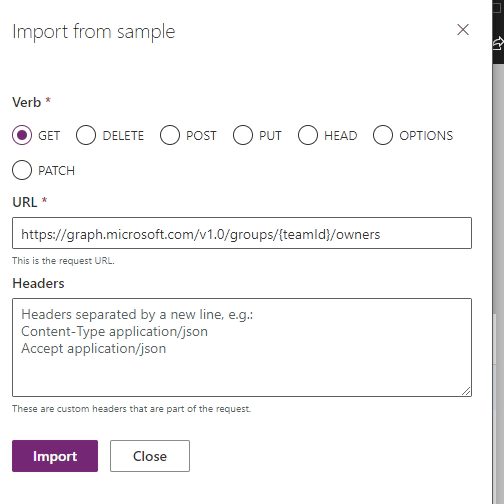 Import from sample
Verb *
GET DELETE POST PUT HEAD OPTIONS
PATCH
URL *
https://graph.microsoft.com/v1.0/groups/{teamId}/owners
This is the request URL.
Headers
Headers separated by a new line, e.g.:
Content-Type application/json
Accept application/json
These are custom headers that are part of the request.
Import Close